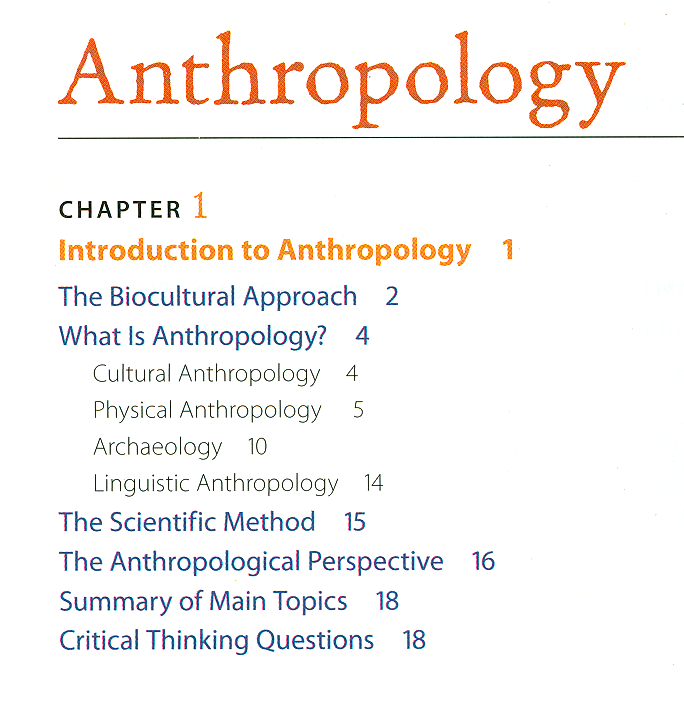 Anthropology
CHAPTER 1
Introduction to Anthropology 1
The Biocultural Approach 2
What Is Anthropology? 4
Cultural Anthropology 4
Physical Anthropology 5
Archaeology 10
Linguistic Anthropology 14
The Scientific Method 15
The Anthropological Perspective 16
Summary of Main Topics 18
Critical Thinking Questions 18